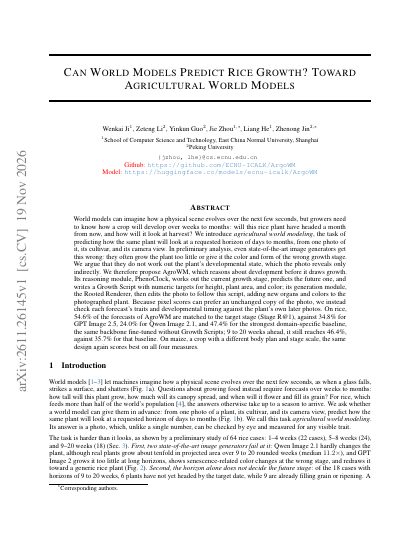 CAN WORLD MODELS PREDICT RICE GROWTH? TOWARD
AGRICULTURAL WORLD MODELS
Wenkai Ji¹, Zeteng Li², Yinkun Guo², Jie Zhou¹,*, Liang He¹, Zhenong Jin²,*
¹School of Computer Science and Technology, East China Normal University, Shanghai
²Peking University
{jzhou, lhe}@cs.ecnu.edu.cn
Github: https://github.com/ECNU-ICALK/ArgoWM
Model: https://huggingface.co/models/ecnu-icalk/ArgoWM
ABSTRACT
World models can imagine how a physical scene evolves over the next few seconds, but growers need
to know how a crop will develop over weeks to months: will this rice plant have headed a month
from now, and how will it look at harvest? We introduce agricultural world modeling, the task of
predicting how the same plant will look at a requested horizon of days to months, from one photo of
it, its cultivar, and its camera view. In preliminary analysis, even state-of-the-art image generators get
this wrong: they often grow the plant too little or give it the color and form of the wrong growth stage.
We argue that they do not work out the plant's developmental state, which the photo reveals only
indirectly. We therefore propose AgroWM, which reasons about development before it draws growth.
Its reasoning module, PhenoClock, works out the current growth stage, predicts the future one, and
writes a Growth Script with numeric targets for height, plant area, and color; its generation module,
the Rooted Renderer, then edits the photo to follow this script, adding new organs and colors to the
photographed plant. Because pixel scores can prefer an unchanged copy of the photo, we instead
check each forecast's traits and developmental timing against the plant's own later photos. On rice,
54.6% of the forecasts of AgroWM are matched to the target stage (Stage R@1), against 34.8% for
GPT Image 2.5, 24.0% for Qwen Image 2.1, and 47.4% for the strongest domain-specific baseline,
the same backbone fine-tuned without Growth Scripts; 9 to 20 weeks ahead, it still reaches 46.4%,
against 35.7% for that baseline. On maize, a crop with a different body plan and stage scale, the
same design again scores best on all four measures.
1 Introduction
World models [1–3] let machines imagine how a physical scene evolves over the next few seconds, as when a glass falls,
strikes a surface, and shatters (Fig. 1a). Questions about growing food instead require forecasts over weeks to months: how
tall will this plant grow, how much will its canopy spread, and when will it flower and fill its grain? For rice, which
feeds more than half of the world's population [4], the answers otherwise take up to a season to arrive. We ask whether
a world model can give them in advance: from one photo of a plant, its cultivar, and its camera view, predict how the
same plant will look at a requested horizon of days to months (Fig. 1b). We call this task agricultural world modeling.
Its answer is a photo, which, unlike a single number, can be checked by eye and measured for any visible trait.
The task is harder than it looks, as shown by a preliminary study of 64 rice cases: 1–4 weeks (22 cases), 5–8 weeks (24),
and 9–20 weeks (18) (Sec. 3). First, two state-of-the-art image generators fail at it: Qwen Image 2.1 hardly changes the
plant, although real plants grow about tenfold in projected area over 9 to 20 rounded weeks (median 11.2×), and GPT
Image 2 grows it too little at long horizons, shows senescence-related color changes at the wrong stage, and redraws it
toward a generic rice plant (Fig. 2). Second, the horizon alone does not decide the future stage: of the 18 cases with
horizons of 9 to 20 weeks, 6 plants have not yet headed by the target date, while 9 are already filling grain or ripening. A
*Corresponding authors.
arXiv:2611.26145v1 [cs.CV] 19 Nov 2026